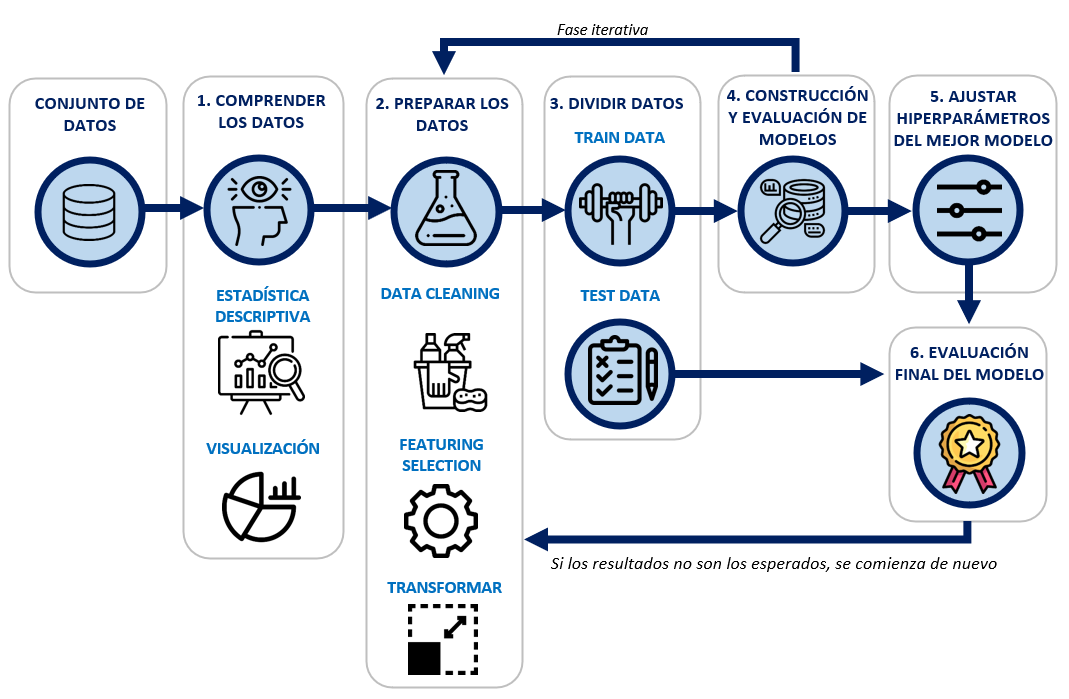 Fase iterativa
CONJUNTO DE
DATOS
1. COMPRENDER
LOS DATOS
ESTADÍSTICA
DESCRIPTIVA
VISUALIZACIÓN
2. PREPARAR LOS
DATOS
DATA CLEANING
FEATURING
SELECTION
TRANSFORMAR
3. DIVIDIR DATOS
TRAIN DATA
TEST DATA
4. CONSTRUCCIÓN
Y EVALUACIÓN DE
MODELOS
5. AJUSTAR
HIPERPARÁMETROS
DEL MEJOR MODELO
6. EVALUACIÓN
FINAL DEL MODELO
Si los resultados no son los esperados, se comienza de nuevo